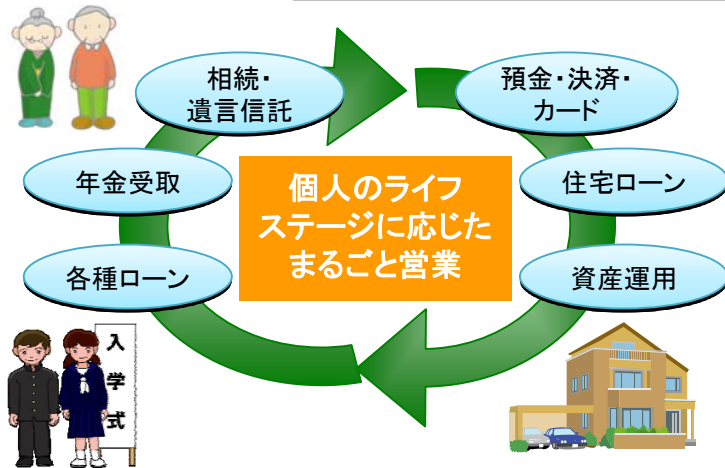 相続・
遺言信託
預金・決済・
カード
年金受取
個人のライフ
ステージに応じた
まるごと営業
住宅ローン
各種ローン
資産運用
入
学
式